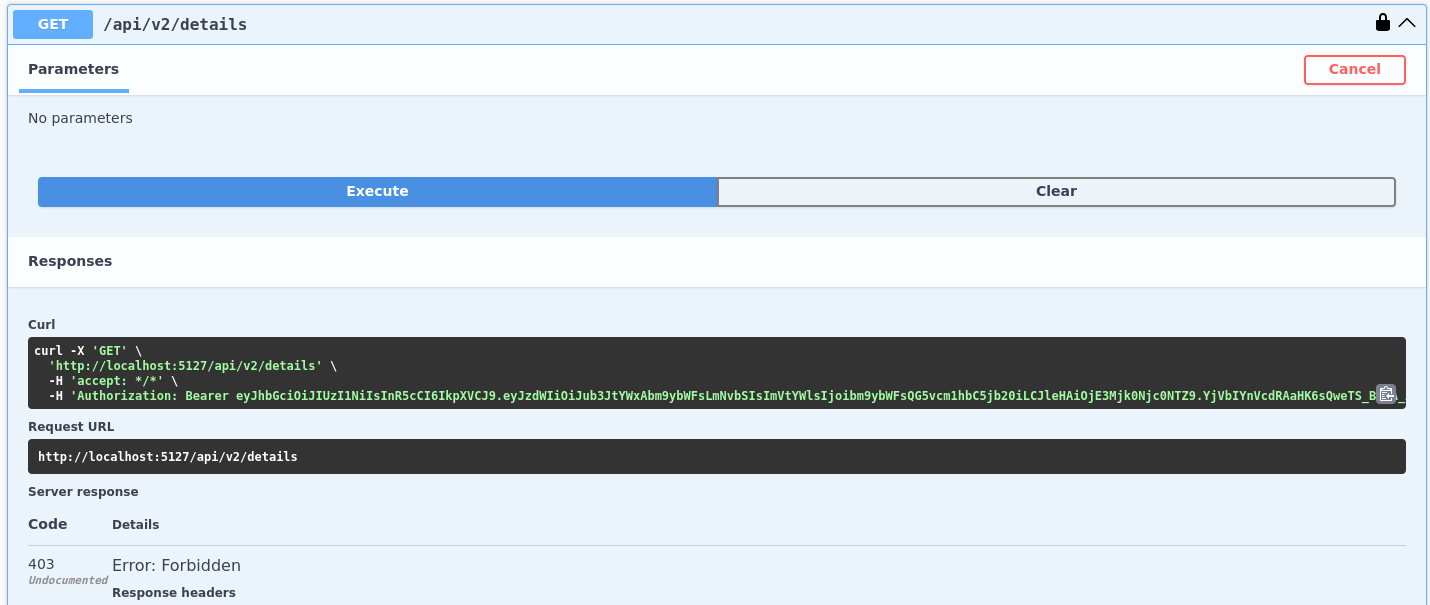 GET /api/v2/details
Parameters
Cancel
No parameters
Execute
Clear
Responses
Curl
curl -X 'GET' \
'http://localhost:5127/api/v2/details' \
-H 'accept: */*' \
-H 'Authorization: Bearer eyJhbGciOiJIUzI1NiIsInR5cCI6IkpXVCJ9.eyJzdWIiOiJub3JtYWxAbm9ybWFsLmNvbSIsImVtYWlsIjoibm9ybWFsQG5vcm1hbC5jb20iLCJleHAiOjE3Mjk0Njc0NTZ9.YjVbIYnVcdRAaHK6sQweTS_B
Request URL
http://localhost:5127/api/v2/details
Server response
Code
Details
403
Error: Forbidden
Undocumented
Response headers